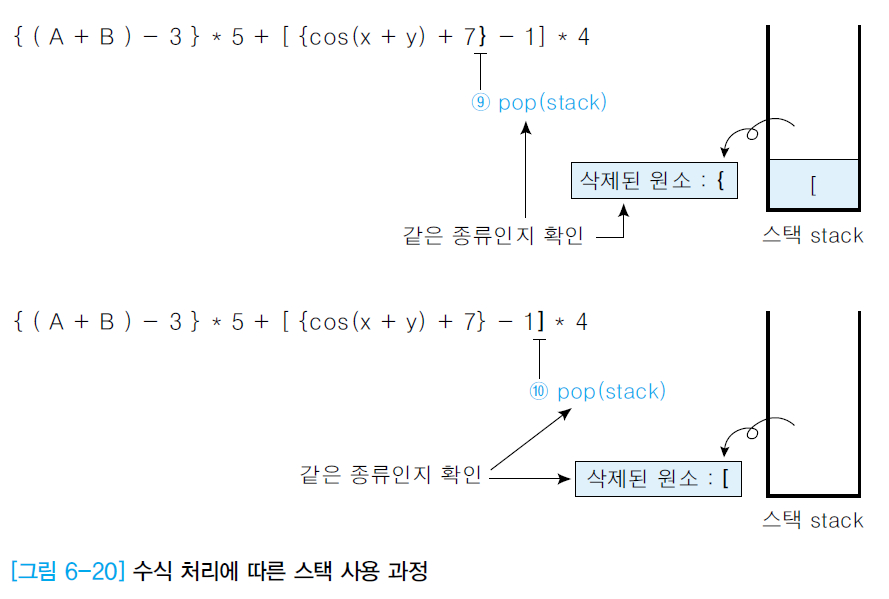 { ( A + B ) - 3 } * 5 + [ {cos(x + y) + 7} - 1] * 4
⑨ pop(stack)
삭제된 원소 : {
[
같은 종류인지 확인
스택 stack
{ ( A + B ) - 3 } * 5 + [ {cos(x + y) + 7} - 1] * 4
⑩ pop(stack)
같은 종류인지 확인
삭제된 원소 : [
스택 stack
[그림 6-20] 수식 처리에 따른 스택 사용 과정